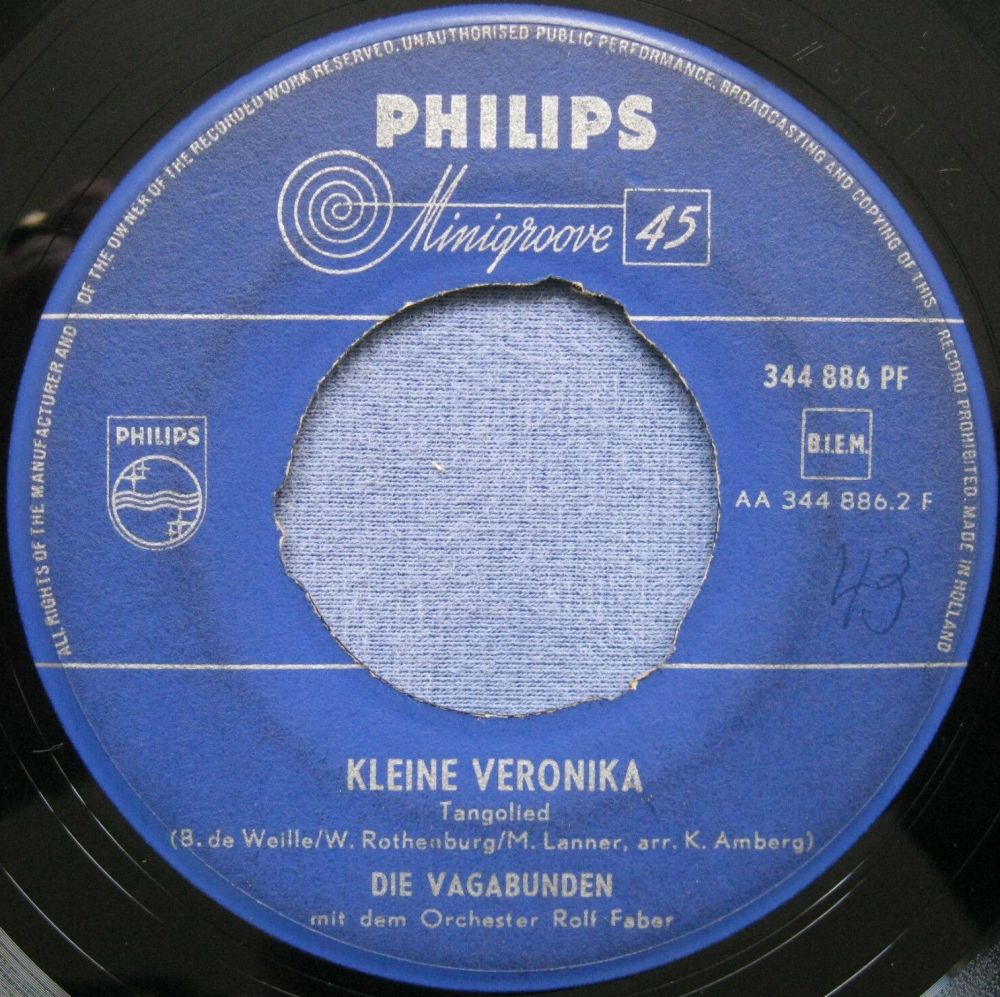 ALL RIGHTS OF THE MANUFACTURER AND OF THE OWNER OF THE RECORDED WORK RESERVED. UNAUTHORISED PUBLIC PERFORMANCE, BROADCASTING AND COPYING OF THIS RECORD PROHIBITED. MADE IN HOLLAND
PHILIPS
Minigroove 45
344 886 PF
PHILIPS
B.I.E.M.
AA 344 886.2 F
43
KLEINE VERONIKA
Tangolied
(B. de Weille/W. Rothenburg/M. Lanner, arr. K. Amberg)
DIE VAGABUNDEN
mit dem Orchester Rolf Faber